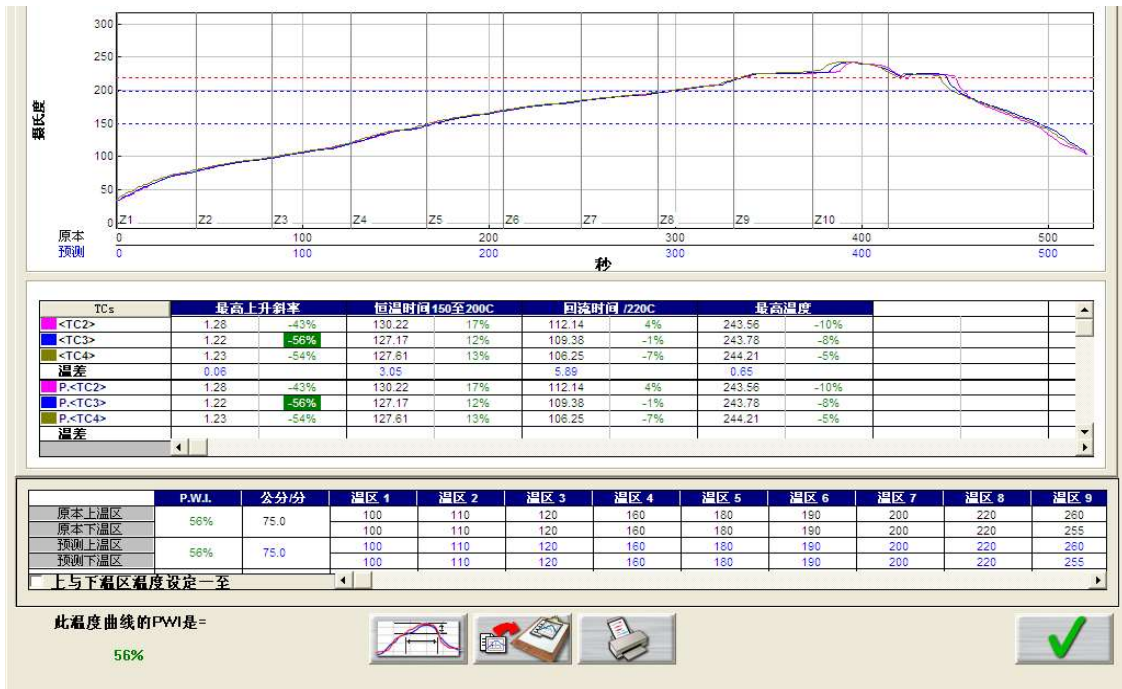 300
250
200
150
100
50
0
摄氏度
Z1 Z2 Z3 Z4 Z5 Z6 Z7 Z8 Z9 Z10
原本 0 100 200 300 400 500
预测 0 100 200 300 400 500
秒
TCs 最高上升斜率 恒温时间150至200C 回流时间 /220C 最高温度
<TC2> 1.28 -43% 130.22 17% 112.14 4% 243.56 -10%
<TC3> 1.22 -56% 127.17 12% 109.38 -1% 243.78 -8%
<TC4> 1.23 -54% 127.61 13% 106.25 -7% 244.21 -5%
温差 0.06 3.05 5.89 0.65
P.<TC2> 1.28 -43% 130.22 17% 112.14 4% 243.56 -10%
P.<TC3> 1.22 -56% 127.17 12% 109.38 -1% 243.78 -8%
P.<TC4> 1.23 -54% 127.61 13% 106.25 -7% 244.21 -5%
温差
P.W.I. 公分/分 温区 1 温区 2 温区 3 温区 4 温区 5 温区 6 温区 7 温区 8 温区 9
原本上温区 56% 75.0 100 110 120 160 180 190 200 220 260
原本下温区 100 110 120 160 180 190 200 220 255
预测上温区 56% 75.0 100 110 120 160 180 190 200 220 260
预测下温区 100 110 120 160 180 190 200 220 255
上与下温区温度设定一至
此温度曲线的PWI是=
56%